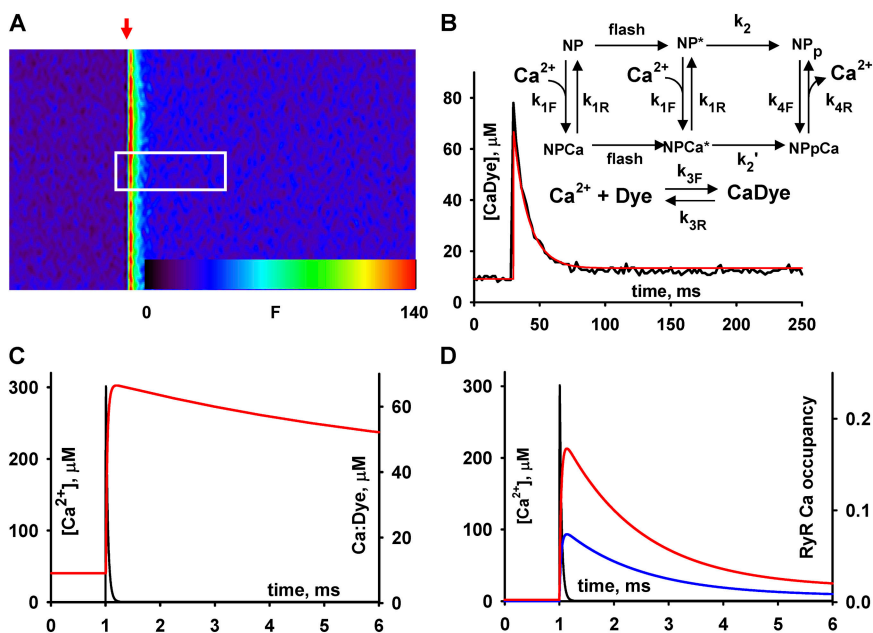 A
0
F
140
B
NP
flash
NP*
k2
NPp
Ca2+
Ca2+
Ca2+
k1F
k1R
k1F
k1R
k4F
k4R
NPCa
flash
NPCa*
k2'
NPpCa
k3F
Ca2+ + Dye
CaDye
k3R
[CaDye], µM
80
60
40
20
0
time, ms
0
50
100
150
200
250
C
[Ca2+], µM
300
200
100
0
Ca:Dye, µM
60
40
20
0
time, ms
0
1
2
3
4
5
6
D
[Ca2+], µM
300
200
100
0
RyR Ca occupancy
0.2
0.1
0.0
time, ms
0
1
2
3
4
5
6